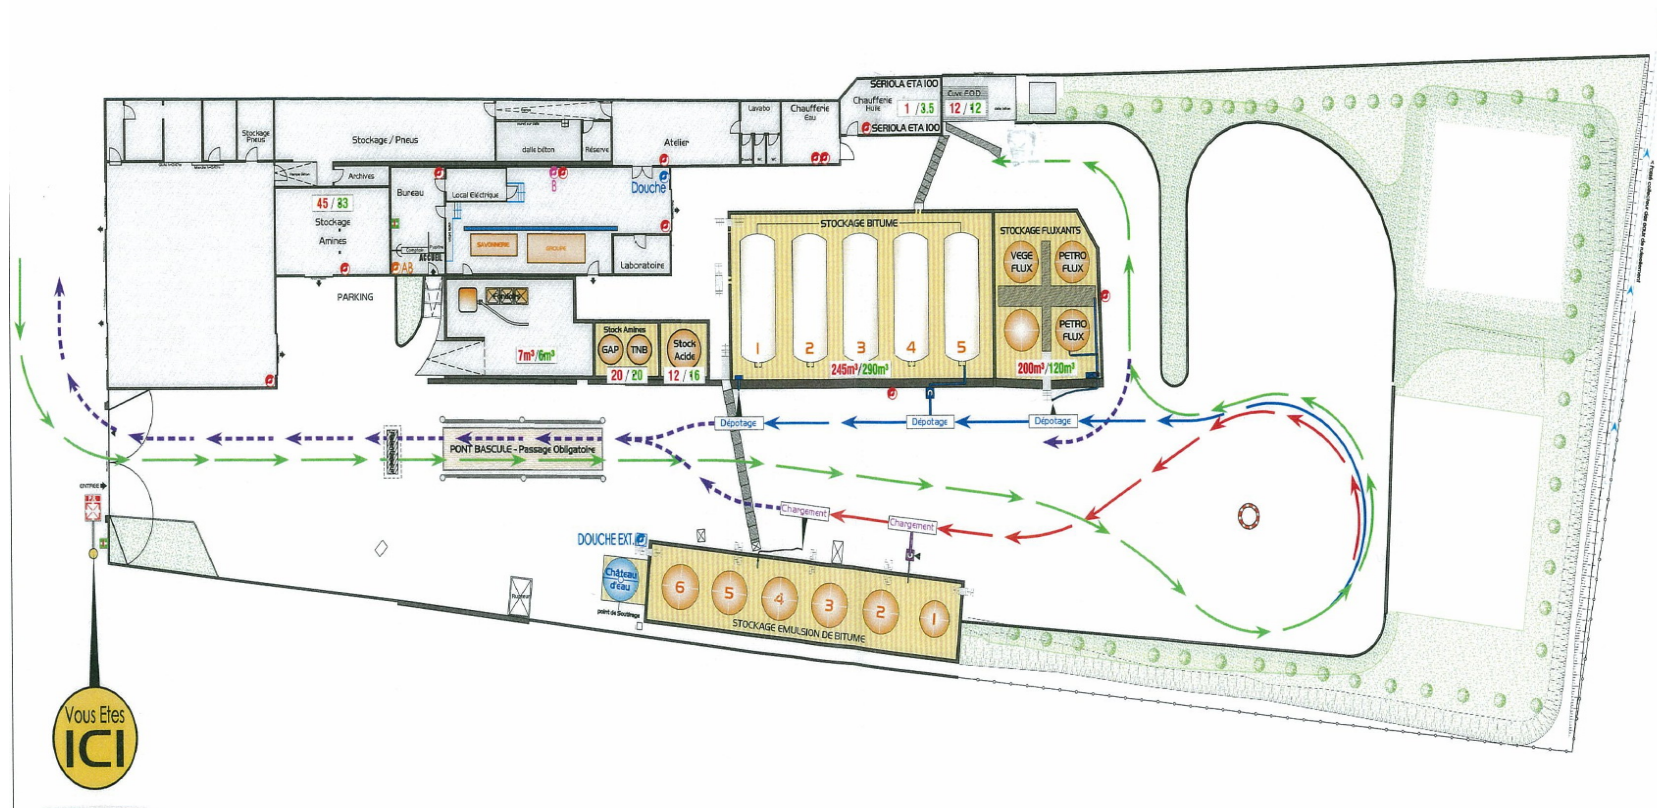 SERIOLA ETA 100
Chaufferie
Huile
1 / 3.5
SERIOLA ETA 100
Cuve F.O.D
12 / 12
Stockage
Pneus
Stockage / Pneus
dalle béton
Réserve
Atelier
Lavabo
Chaufferie
Eau
Archives
Bureau
Local Eléctrique
B
Douche
45 / 33
Stockage
Amines
Comptoir
ACCUEIL
AB
SAVONNERIE
Laboratoire
PARKING
7m³/6m³
Stock Amines
GAP
TNB
20 / 20
Stock
Acide
12 / 16
STOCKAGE BITUME
1
2
3
4
5
245m³/290m³
STOCKAGE FLUXANTS
VEGE
FLUX
PETRO
FLUX
PETRO
FLUX
200m³/120m³
Dépotage
Dépotage
Dépotage
PONT BASCULE - Passage Obligatoire
ENTREE
Chargement
Chargement
DOUCHE EXT.
Château
d'eau
point de Soutirage
6
5
4
3
2
1
STOCKAGE EMULSION DE BITUME
Vous Etes
ICI